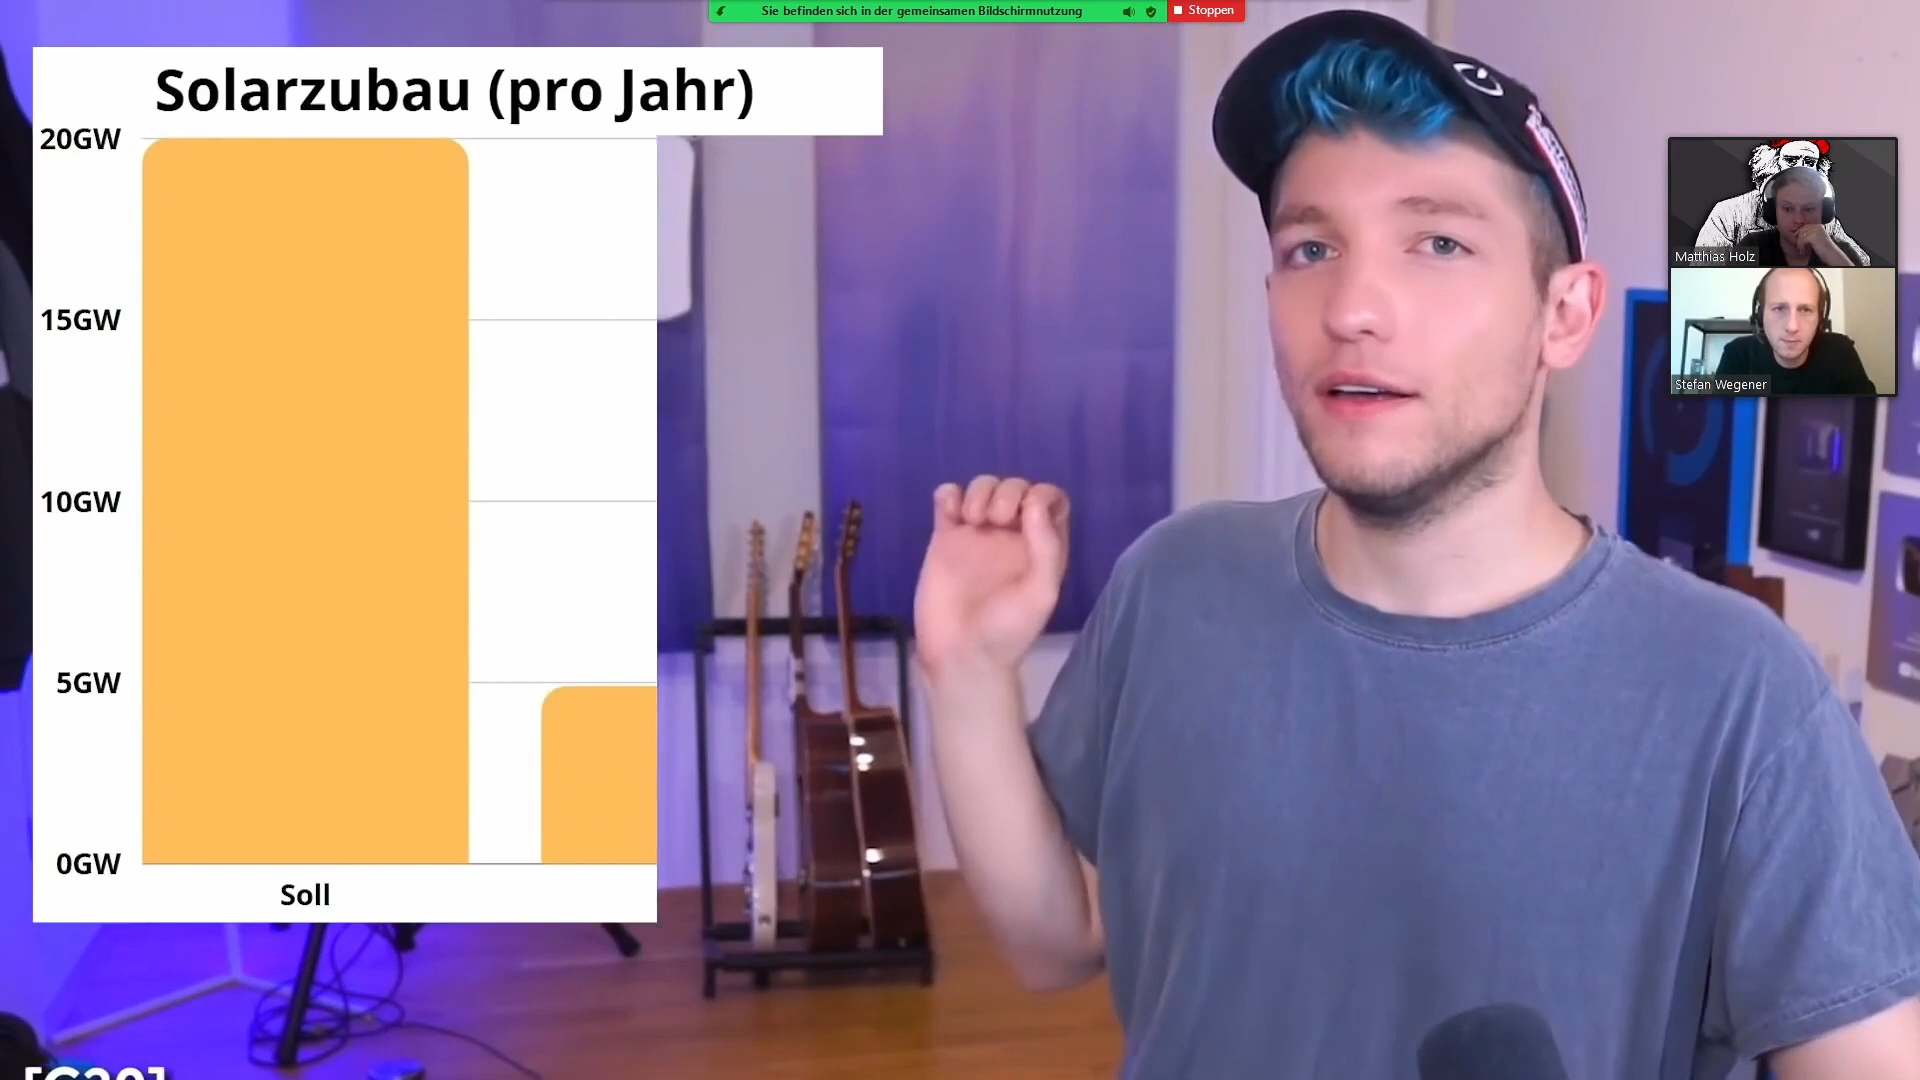 Sie befinden sich in der gemeinsamen Bildschirmnutzung
Stoppen
Solarzubau (pro Jahr)
20GW
15GW
10GW
5GW
0GW
Soll
Matthias Holz
Stefan Wegener